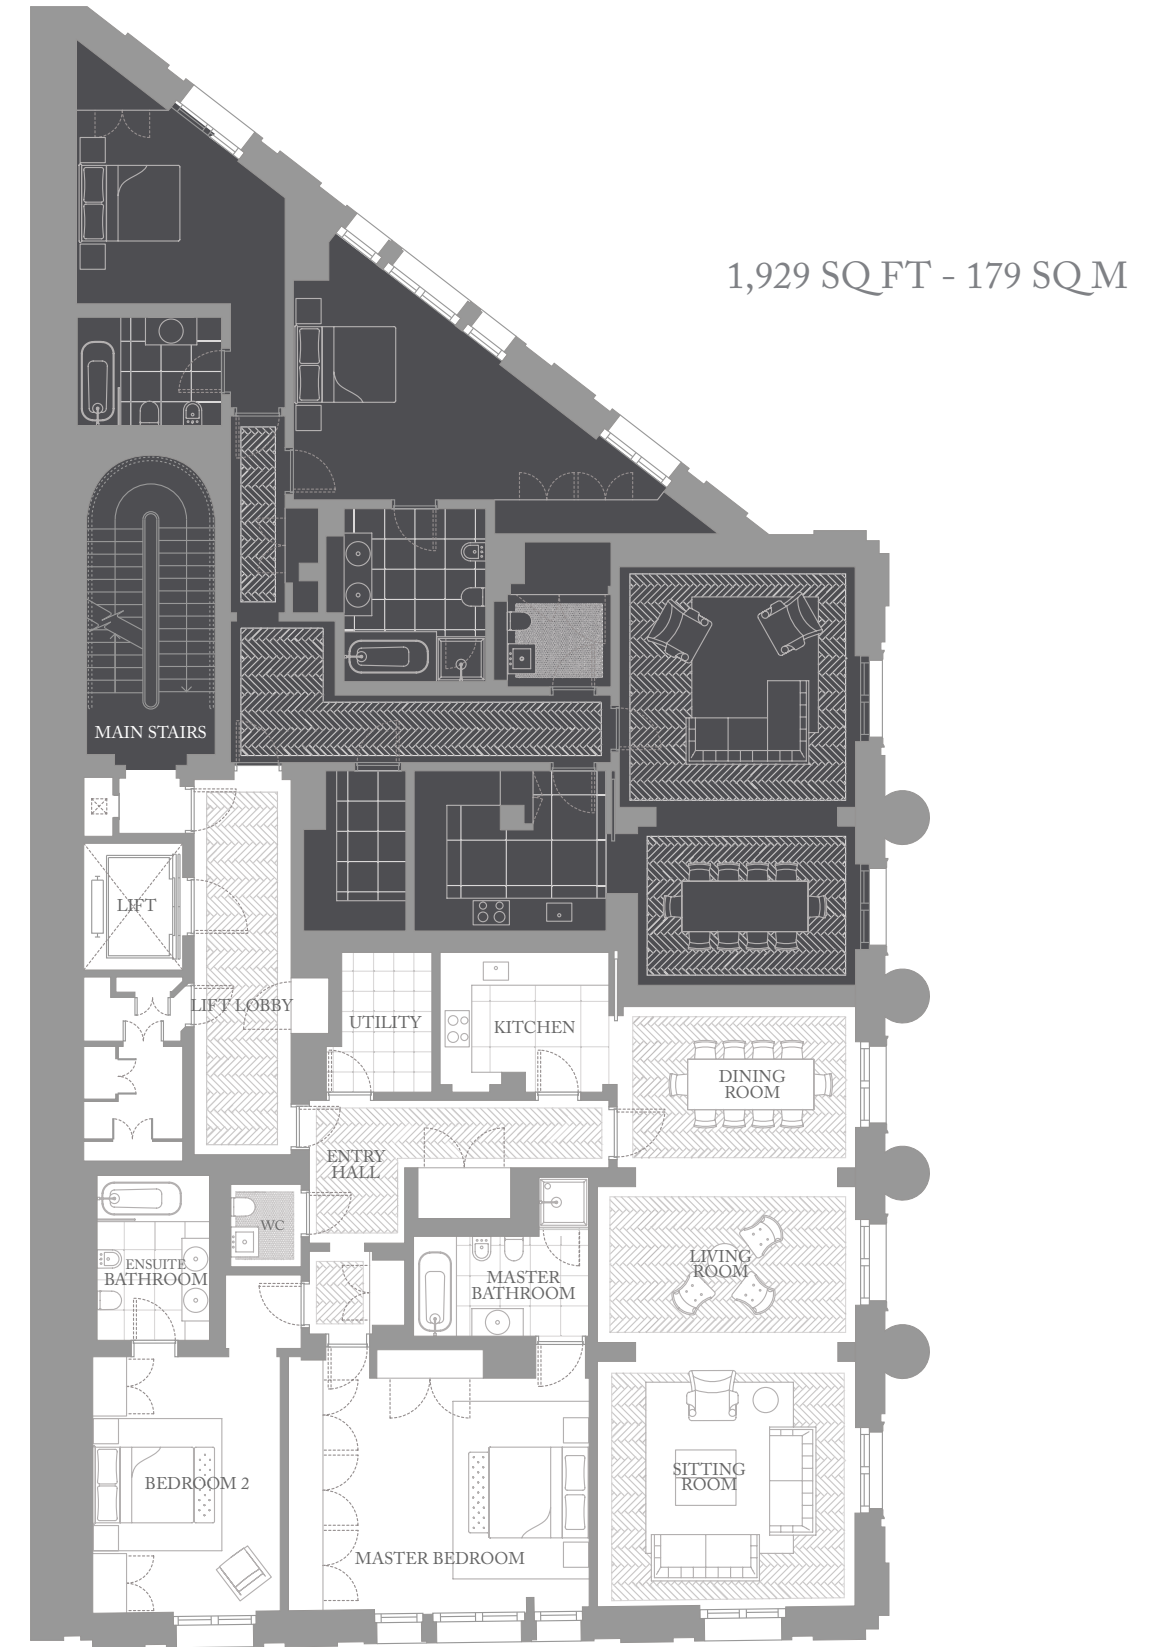 1,929 SQ FT - 179 SQ M
MAIN STAIRS
LIFT
LIFT LOBBY
UTILITY
KITCHEN
DINING
ROOM
ENTRY
HALL
WC
ENSUITE
BATHROOM
MASTER
BATHROOM
LIVING
ROOM
BEDROOM 2
SITTING
ROOM
MASTER BEDROOM